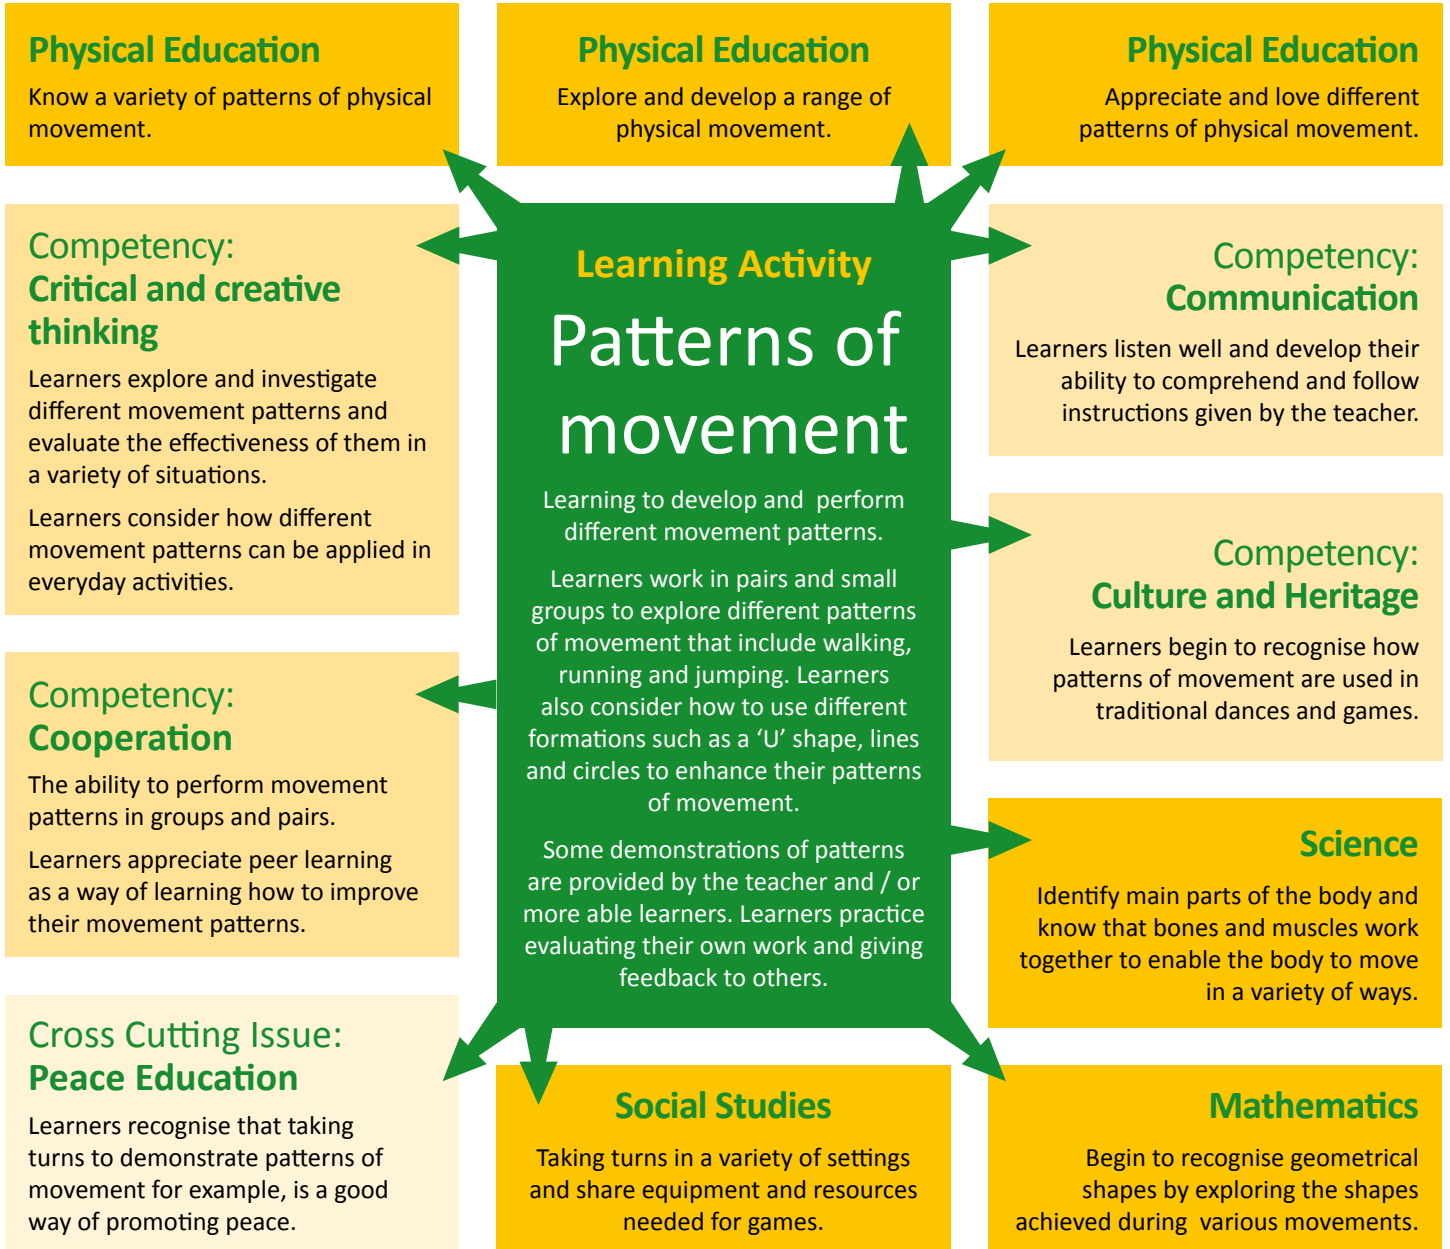 Physical Education
Know a variety of patterns of physical
movement.
Physical Education
Explore and develop a range of
physical movement.
Physical Education
Appreciate and love different
patterns of physical movement.
Competency:
Critical and creative
thinking
Learners explore and investigate
different movement patterns and
evaluate the effectiveness of them in
a variety of situations.
Learners consider how different
movement patterns can be applied in
everyday activities.
Competency:
Cooperation
The ability to perform movement
patterns in groups and pairs.
Learners appreciate peer learning
as a way of learning how to improve
their movement patterns.
Cross Cutting Issue:
Peace Education
Learners recognise that taking
turns to demonstrate patterns of
movement for example, is a good
way of promoting peace.
Learning Activity
Patterns of
movement
Learning to develop and  perform
different movement patterns.
Learners work in pairs and small
groups to explore different patterns
of movement that include walking,
running and jumping. Learners
also consider how to use different
formations such as a ‘U’ shape, lines
and circles to enhance their patterns
of movement.
Some demonstrations of patterns
are provided by the teacher and / or
more able learners. Learners practice
evaluating their own work and giving
feedback to others.
Social Studies
Taking turns in a variety of settings
and share equipment and resources
needed for games.
Competency:
Communication
Learners listen well and develop their
ability to comprehend and follow
instructions given by the teacher.
Competency:
Culture and Heritage
Learners begin to recognise how
patterns of movement are used in
traditional dances and games.
Science
Identify main parts of the body and
know that bones and muscles work
together to enable the body to move
in a variety of ways.
Mathematics
Begin to recognise geometrical
shapes by exploring the shapes
achieved during  various movements.